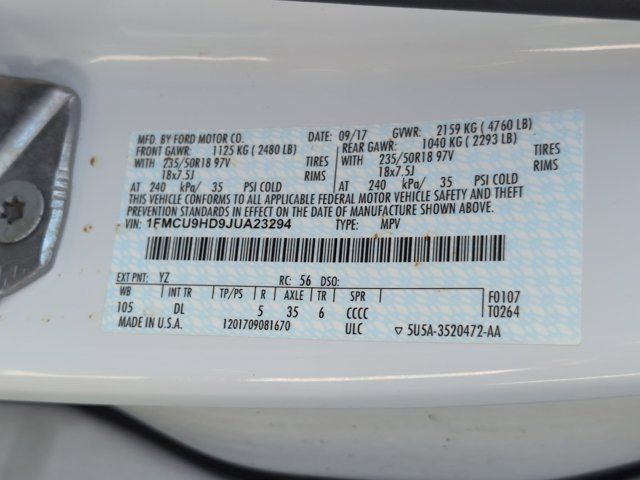 MFD. BY FORD MOTOR CO. DATE: 09/17 GVWR: 2159 KG ( 4760 LB)
FRONT GAWR: 1125 KG ( 2480 LB) REAR GAWR: 1040 KG ( 2293 LB)
WITH 235/50R18 97V TIRES WITH 235/50R18 97V TIRES
18x7.5J RIMS 18x7.5J RIMS
AT 240 kPa/ 35 PSI COLD AT 240 kPa/ 35 PSI COLD
THIS VEHICLE CONFORMS TO ALL APPLICABLE FEDERAL MOTOR VEHICLE SAFETY AND THEFT
PREVENTION STANDARDS IN EFFECT ON THE DATE OF MANUFACTURE SHOWN ABOVE.
VIN: 1FMCU9HD9JUA23294 TYPE: MPV
EXT PNT: YZ RC: 56 DSO:
WB INT TR TP/PS R AXLE TR SPR F0107
105 DL 5 35 6 CCCC T0264
MADE IN U.S.A. 1201709081670 ULC ▽ 5U5A-3520472-AA